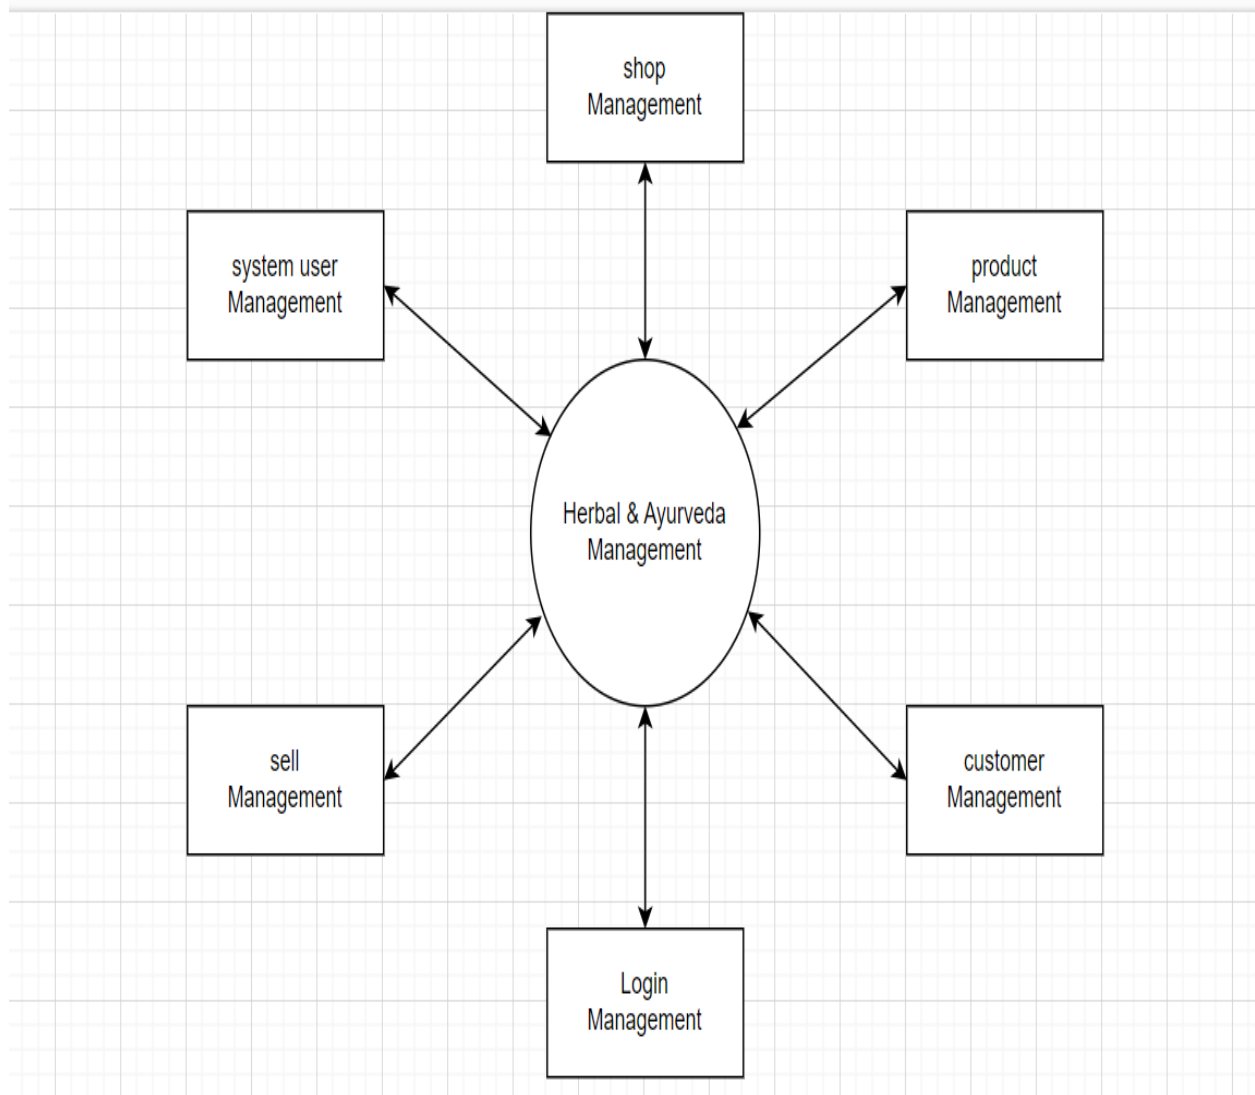 shop
Management
system user
Management
product
Management
Herbal & Ayurveda
Management
sell
Management
customer
Management
Login
Management